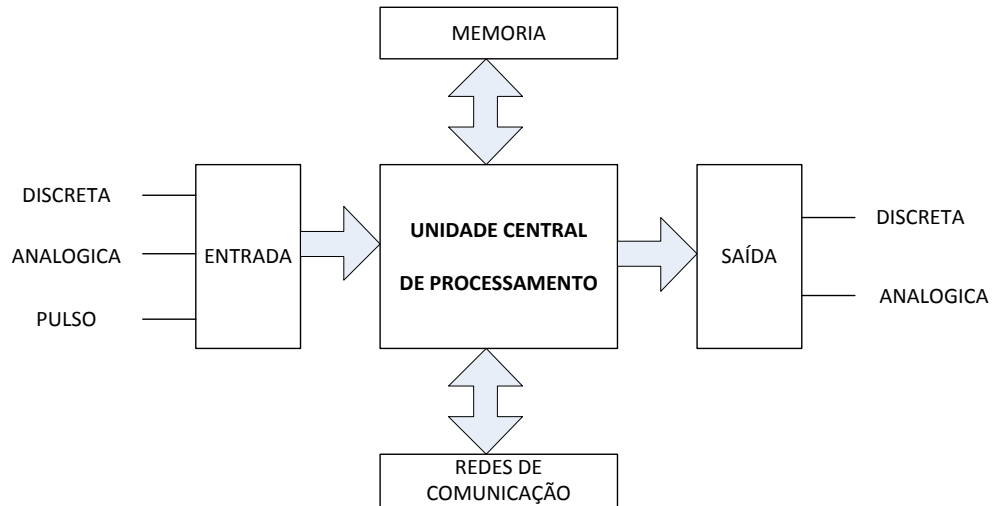 MEMORIA
DISCRETA
ANALOGICA
PULSO
ENTRADA
UNIDADE CENTRAL
DE PROCESSAMENTO
SAÍDA
DISCRETA
ANALOGICA
REDES DE
COMUNICAÇÃO